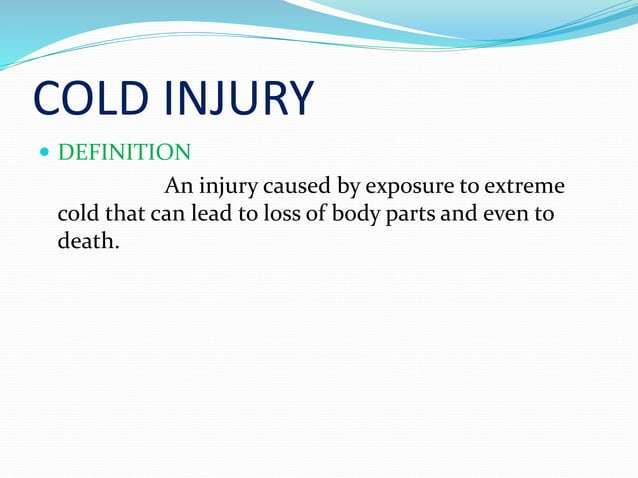 COLD INJURY
DEFINITION
An injury caused by exposure to extreme
cold that can lead to loss of body parts and even to
death.